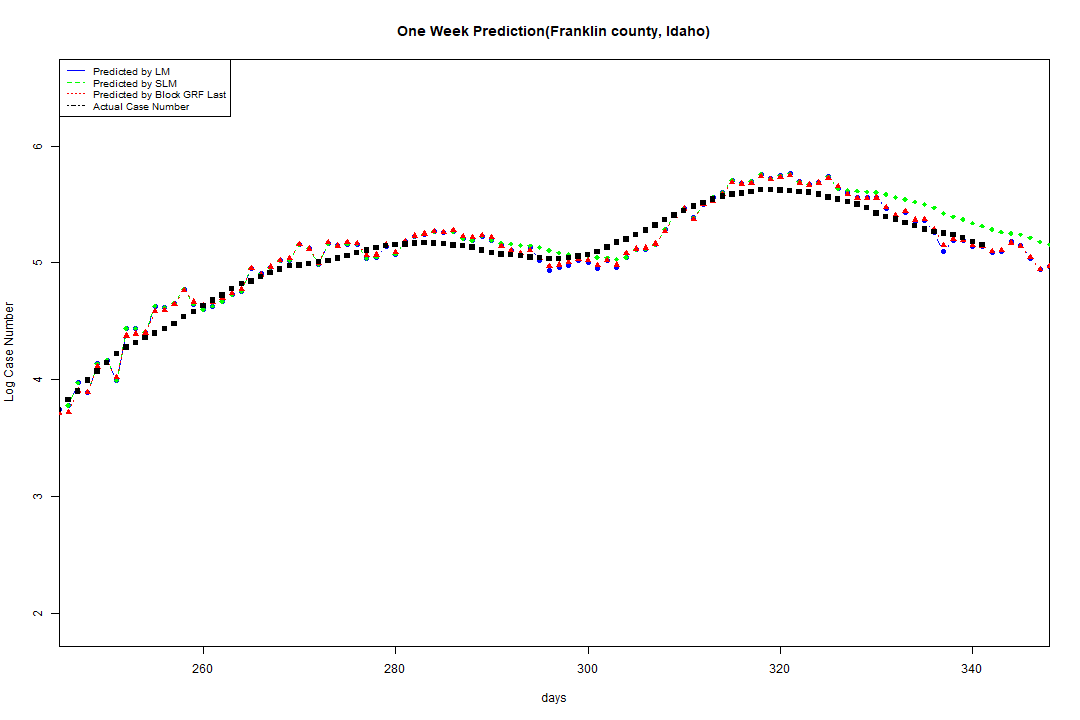 One Week Prediction(Franklin county, Idaho)
Predicted by LM
Predicted by SLM
Predicted by Block GRF Last
Actual Case Number
6
5
4
3
2
Log Case Number
260 280 300 320 340
days